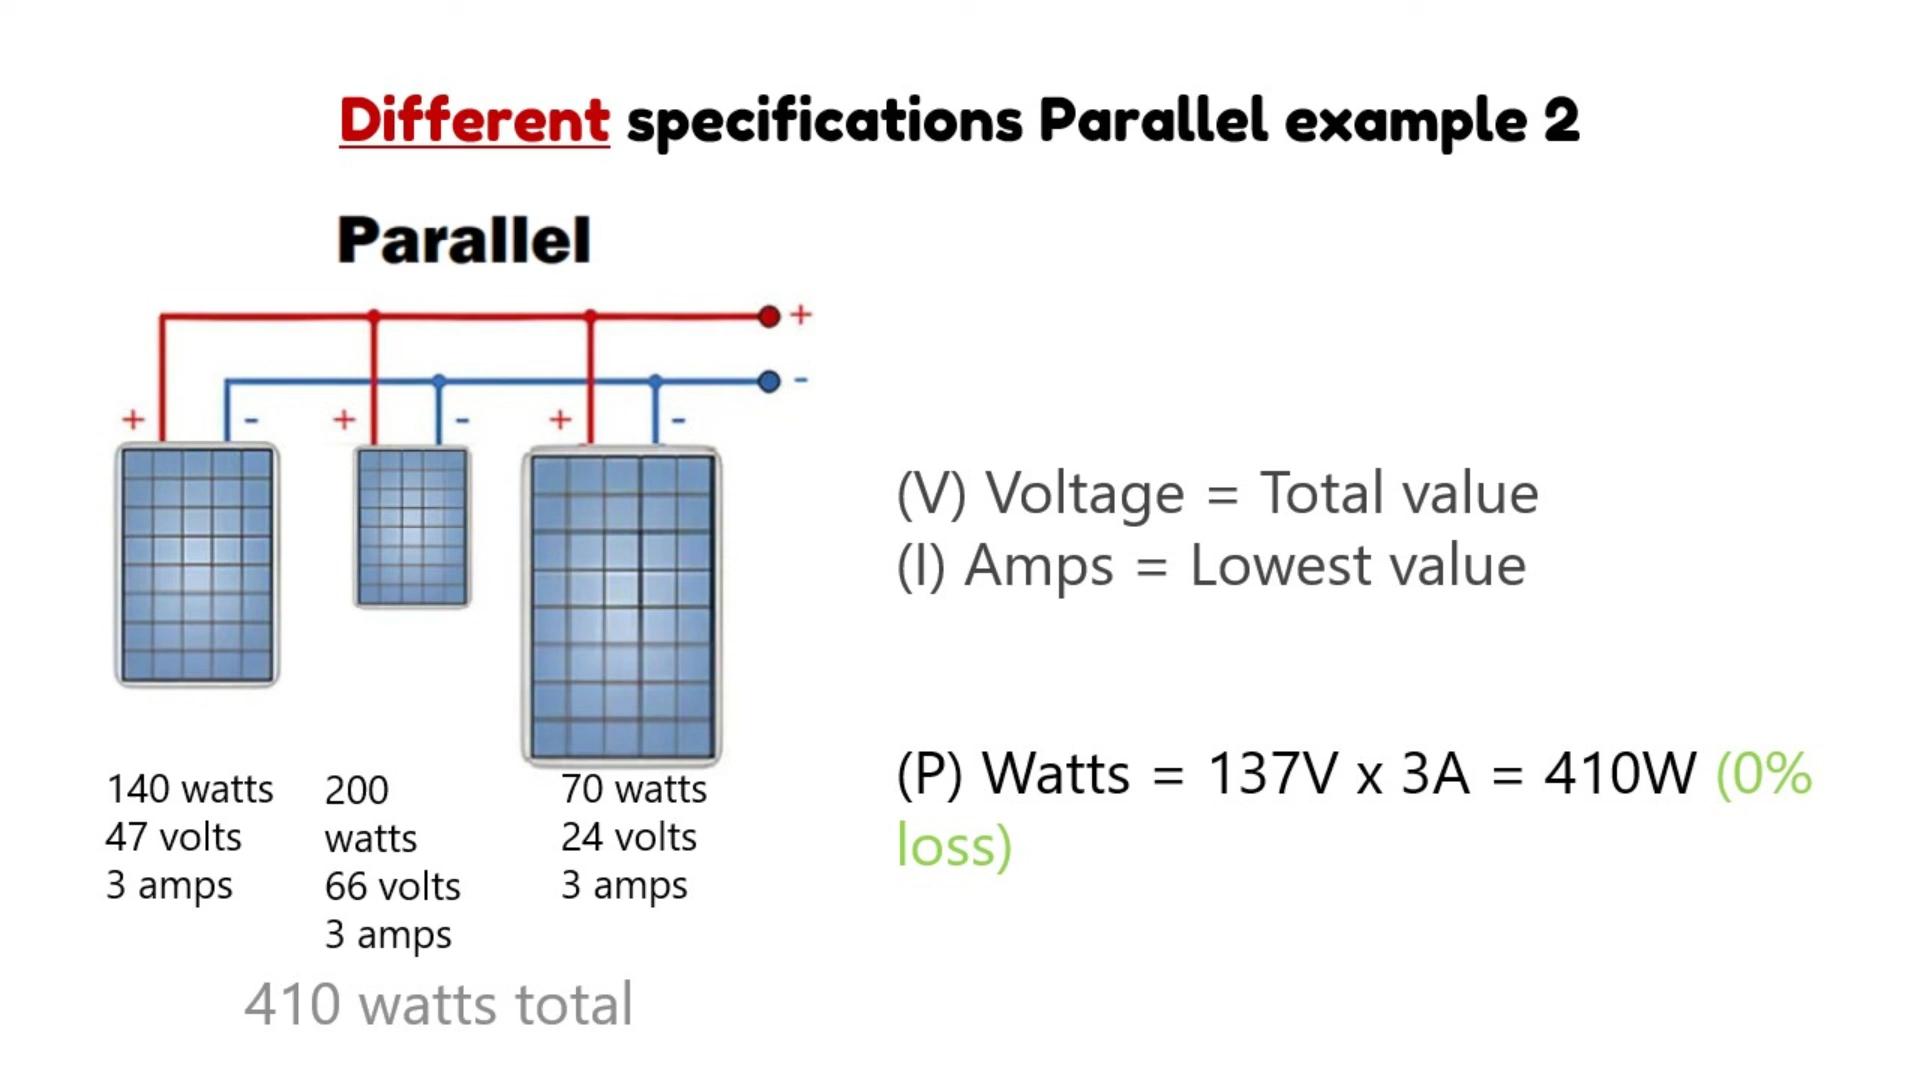 Different specifications Parallel example 2
Parallel
+
-
+ - + - + -
140 watts
47 volts
3 amps
200
watts
66 volts
3 amps
70 watts
24 volts
3 amps
410 watts total
(V) Voltage = Total value
(I) Amps = Lowest value
(P) Watts = 137V x 3A = 410W (0%
loss)